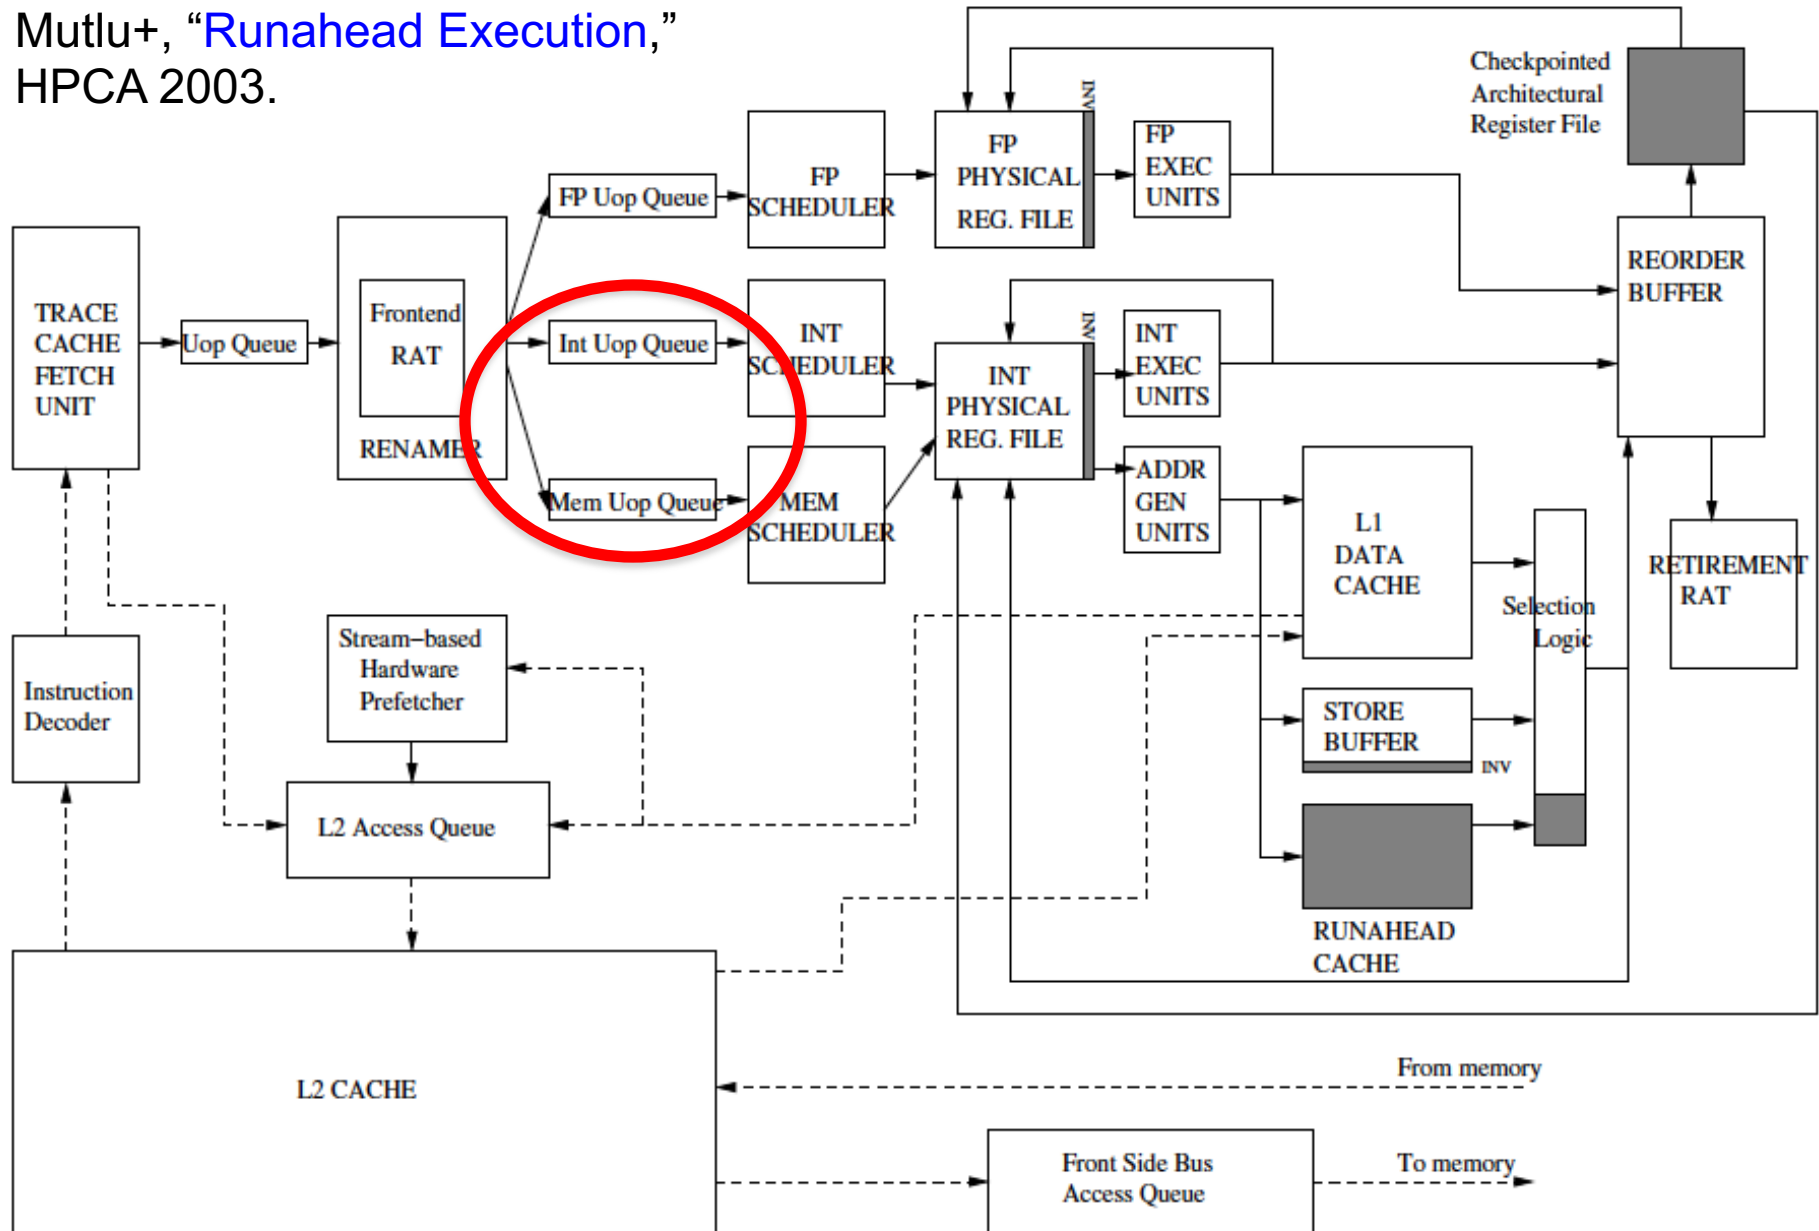 Mutlu+, “Runahead Execution,”
HPCA 2003.
Checkpointed
Architectural
Register File
INV
FP
PHYSICAL
REG. FILE
FP
EXEC
UNITS
FP
SCHEDULER
FP Uop Queue
REORDER
BUFFER
TRACE
CACHE
FETCH
UNIT
Uop Queue
Frontend
RAT
RENAMER
Int Uop Queue
INT
SCHEDULER
INV
INT
PHYSICAL
REG. FILE
INT
EXEC
UNITS
Mem Uop Queue
MEM
SCHEDULER
ADDR
GEN
UNITS
L1
DATA
CACHE
Selection
Logic
RETIREMENT
RAT
Instruction
Decoder
Stream−based
Hardware
Prefetcher
STORE
BUFFER
INV
L2 Access Queue
RUNAHEAD
CACHE
L2 CACHE
From memory
Front Side Bus
Access Queue
To memory